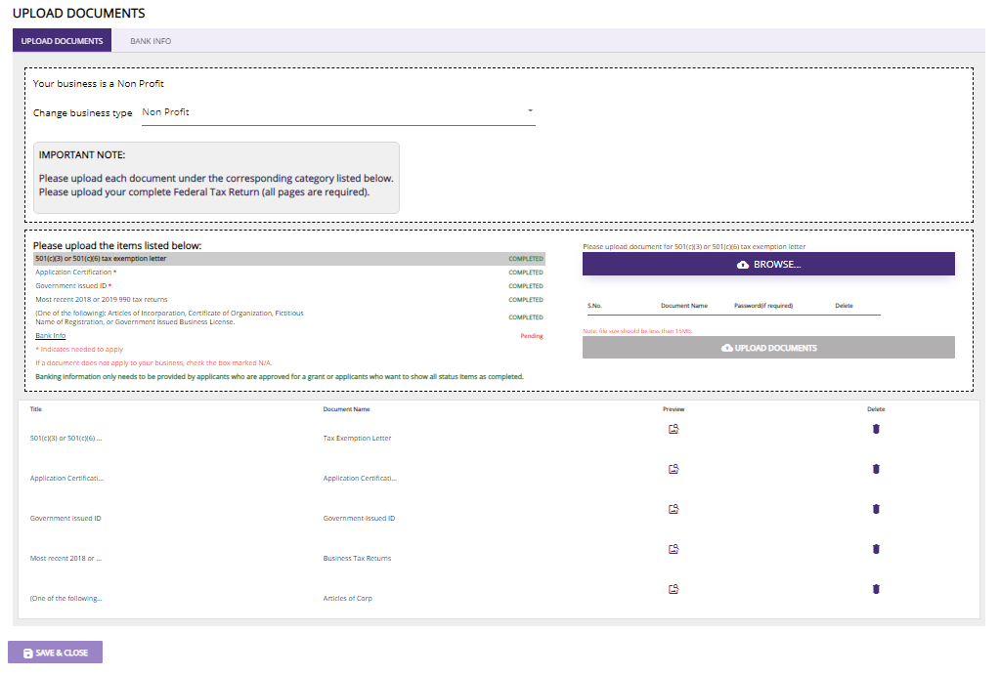 UPLOAD DOCUMENTS
UPLOAD DOCUMENTS BANK INFO
Your business is a Non Profit
Change business type Non Profit
IMPORTANT NOTE:
Please upload each document under the corresponding category listed below.
Please upload your complete Federal Tax Return (all pages are required).
Please upload the items listed below:
501(c)(3) or 501(c)(6) tax exemption letter COMPLETED
Application Certification * COMPLETED
Government Issued ID * COMPLETED
Most recent 2018 or 2019 990 tax returns COMPLETED
(One of the following): Articles of Incorporation, Certificate of Organization, Fictitious
Name of Registration, or Government Issued Business License. COMPLETED
Bank Info Pending
* Indicates needed to apply
If a document does not apply to your business, check the box marked N/A.
Banking information only needs to be provided by applicants who are approved for a grant or applicants who want to show all status items as completed.
Please upload document for 501(c)(3) or 501(c)(6) tax exemption letter
BROWSE...
S.No. Document Name Password(if required) Delete
Note: file size should be less than 15MB.
UPLOAD DOCUMENTS
Title Document Name Preview Delete
501(c)(3) or 501(c)(6) ... Tax Exemption Letter
Application Certificati... Application Certificati...
Government issued ID Government-Issued ID
Most recent 2018 or ... Business Tax Returns
(One of the following... Articles of Corp
SAVE & CLOSE